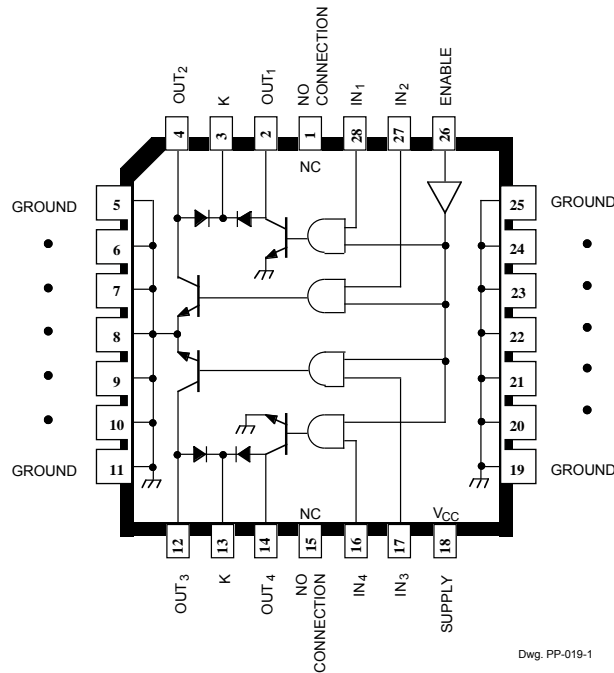 OUT2
K
OUT1
NO CONNECTION
IN1
IN2
ENABLE
4
3
2
1
28
27
26
NC
GROUND
5
6
7
8
9
10
11
GROUND
25
GROUND
24
23
22
21
20
19
GROUND
NC
VCC
12
13
14
15
16
17
18
OUT3
K
OUT4
NO CONNECTION
IN4
IN3
SUPPLY
Dwg. PP-019-1